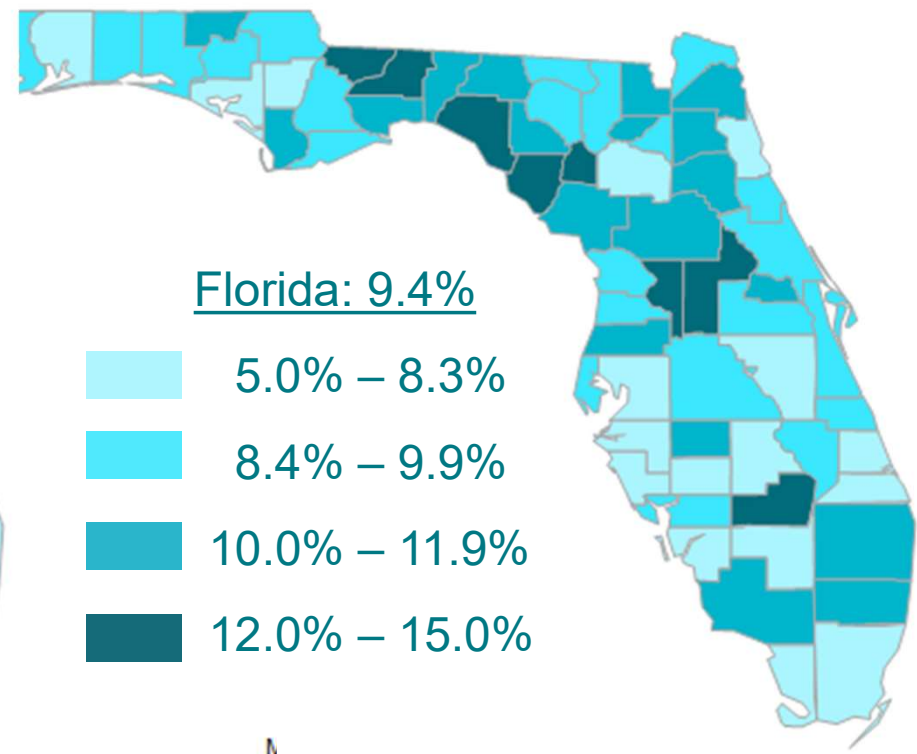 Florida: 9.4%
5.0% – 8.3%
8.4% – 9.9%
10.0% – 11.9%
12.0% – 15.0%